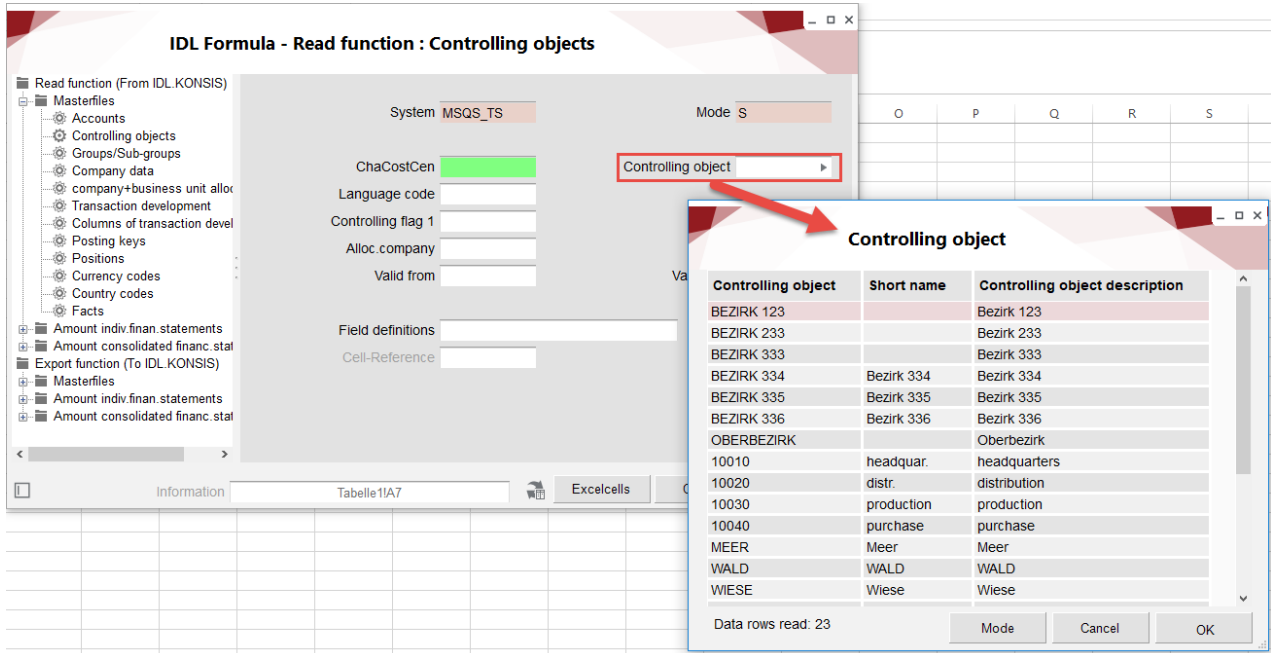 IDL Formula - Read function : Controlling objects
Read function (From IDL.KONSIS)
Masterfiles
Accounts
Controlling objects
Groups/Sub-groups
Company data
company+business unit alloc
Transaction development
Columns of transaction devel
Posting keys
Positions
Currency codes
Country codes
Facts
Amount indiv.finan.statements
Amount consolidated financ.stat
Export function (To IDL.KONSIS)
Masterfiles
Amount indiv.finan.statements
Amount consolidated financ.stat
System MSQS_TS Mode S
ChaCostCen Controlling object
Language code
Controlling flag 1
Alloc.company
Valid from Va
Field definitions
Cell-Reference
Information Tabelle1!A7 Excelcells C
O P Q R S
Controlling object
Controlling object Short name Controlling object description
BEZIRK 123 Bezirk 123
BEZIRK 233 Bezirk 233
BEZIRK 333 Bezirk 333
BEZIRK 334 Bezirk 334 Bezirk 334
BEZIRK 335 Bezirk 335 Bezirk 335
BEZIRK 336 Bezirk 336 Bezirk 336
OBERBEZIRK Oberbezirk
10010 headquar. headquarters
10020 distr. distribution
10030 production production
10040 purchase purchase
MEER Meer Meer
WALD WALD WALD
WIESE Wiese Wiese
Data rows read: 23 Mode Cancel OK